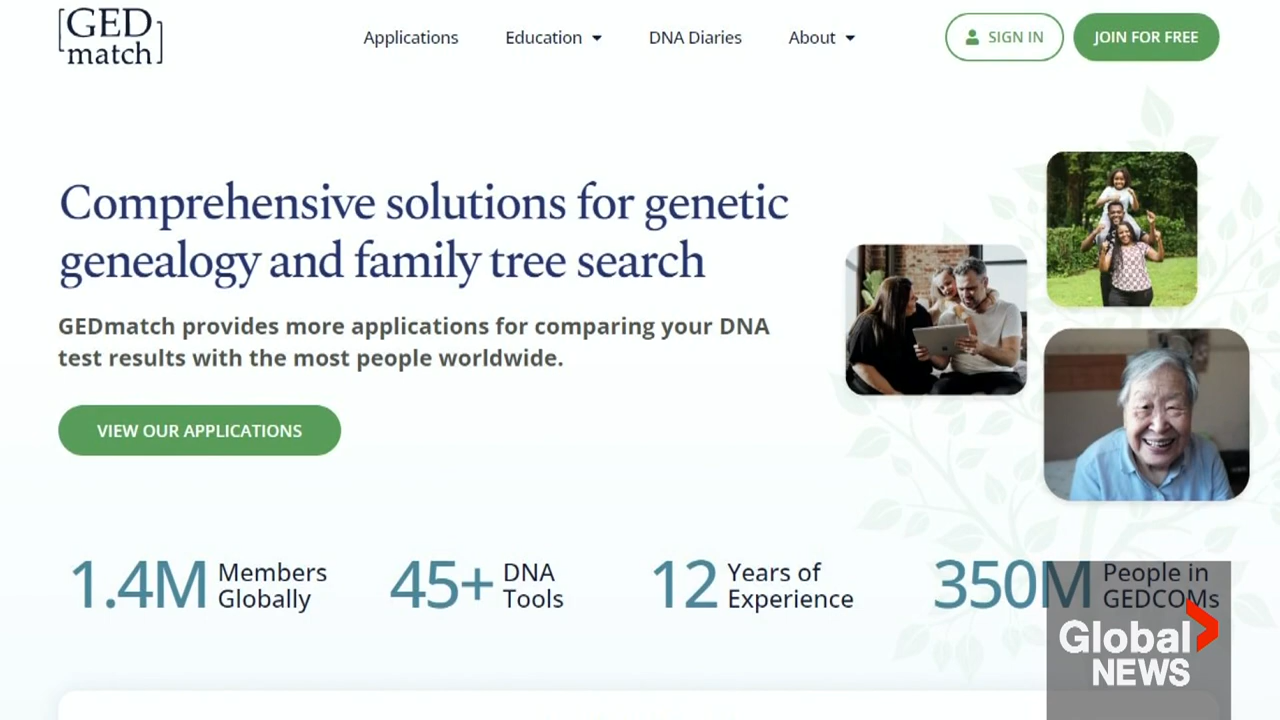 [GED
match]
Applications
Education
DNA Diaries
About
SIGN IN
JOIN FOR FREE
Comprehensive solutions for genetic
genealogy and family tree search
GEDmatch provides more applications for comparing your DNA
test results with the most people worldwide.
VIEW OUR APPLICATIONS
1.4M Members
Globally
45+ DNA
Tools
12 Years of
Experience
350M People in
GEDCOMs
Global
NEWS